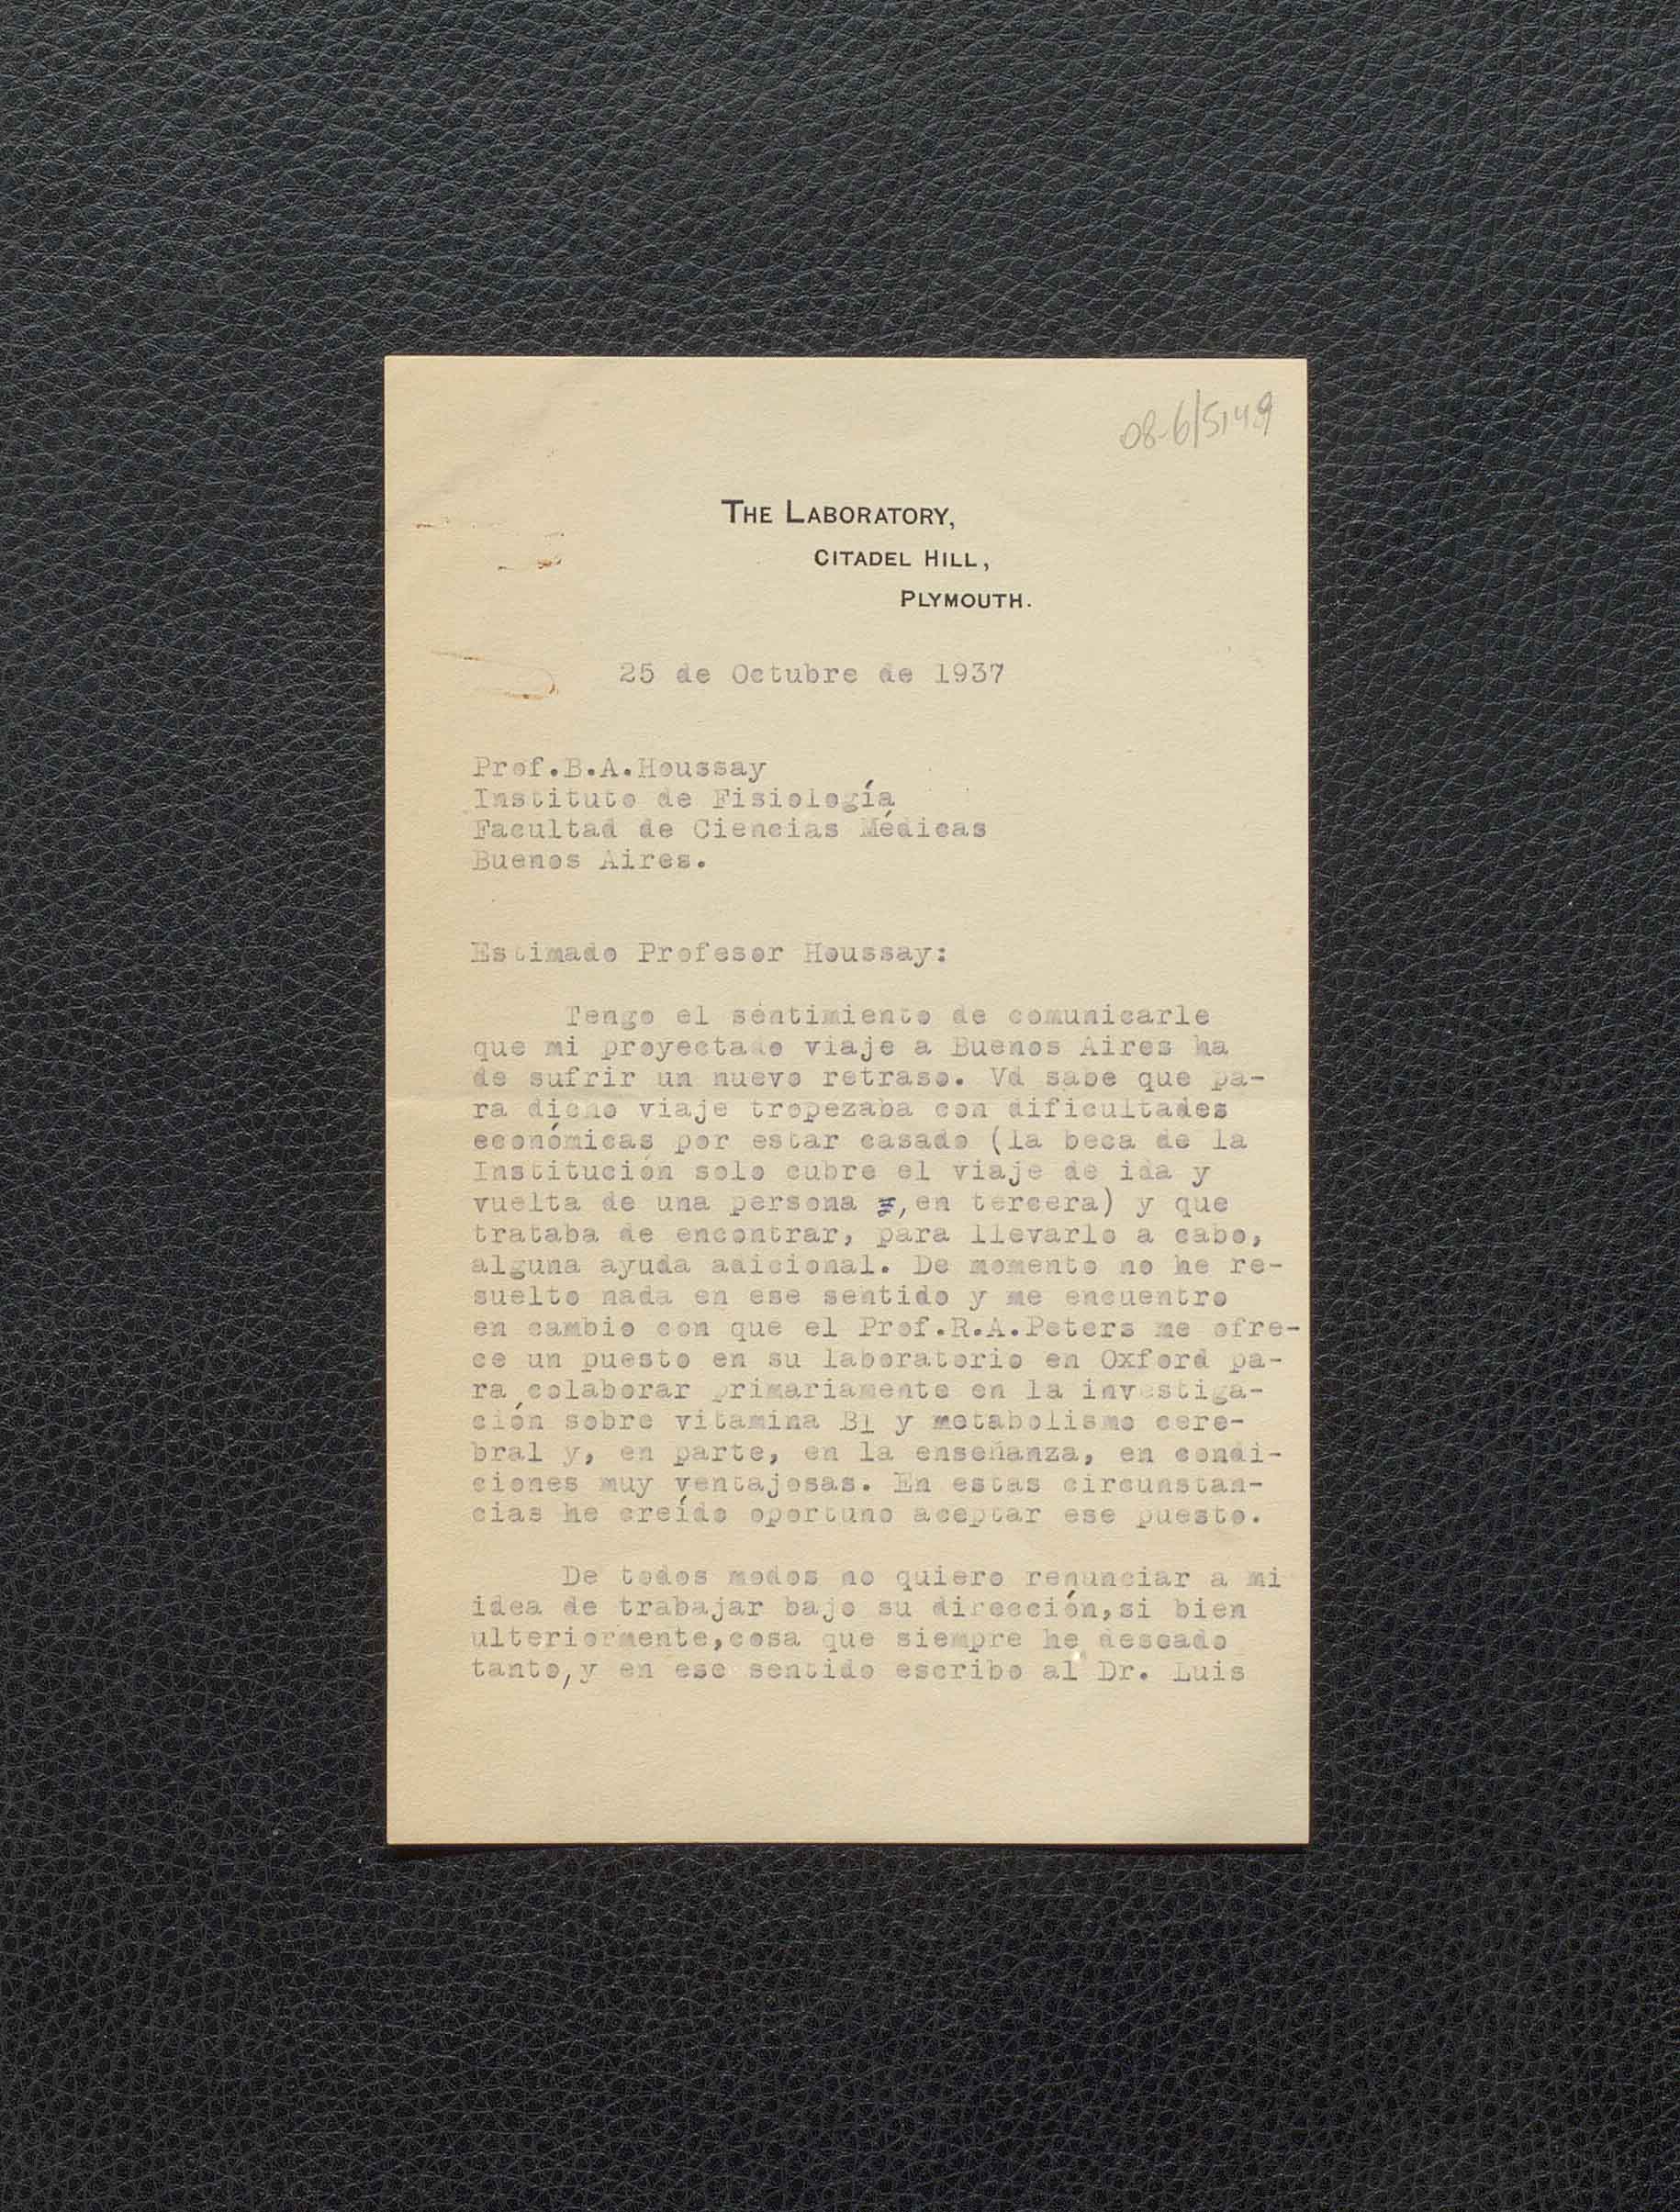 08-6/5149
THE LABORATORY,
CITADEL HILL,
PLYMOUTH.
25 de Octubre de 1937
Prof.B.A.Houssay
Instituto de Fisiología
Facultad de Ciencias Médicas
Buenos Aires.
Estimado Profesor Houssay:
Tengo el sentimiento de comunicarle
que mi proyectado viaje a Buenos Aires ha
de sufrir un nuevo retraso. Vd sabe que pa-
ra dicho viaje tropezaba con dificultades
económicas por estar casado (la beca de la
Institución solo cubre el viaje de ida y
vuelta de una persona ,en tercera) y que
trataba de encontrar, para llevarlo a cabo,
alguna ayuda adicional. De momento no he re-
suelto nada en ese sentido y me encuentro
en cambio con que el Prof.R.A.Peters me ofre-
ce un puesto en su laboratorio en Oxford pa-
ra colaborar primariamente en la investiga-
ción sobre vitamina B1 y metabolismo cere-
bral y, en parte, en la enseñanza, en condi-
ciones muy ventajosas. En estas circunstan-
cias he creído oportuno aceptar ese puesto.
De todos modos no quiero renunciar a mi
idea de trabajar bajo su dirección,si bien
ulteriormente,cosa que siempre he deseado
tanto,y en ese sentido escribo al Dr. Luis